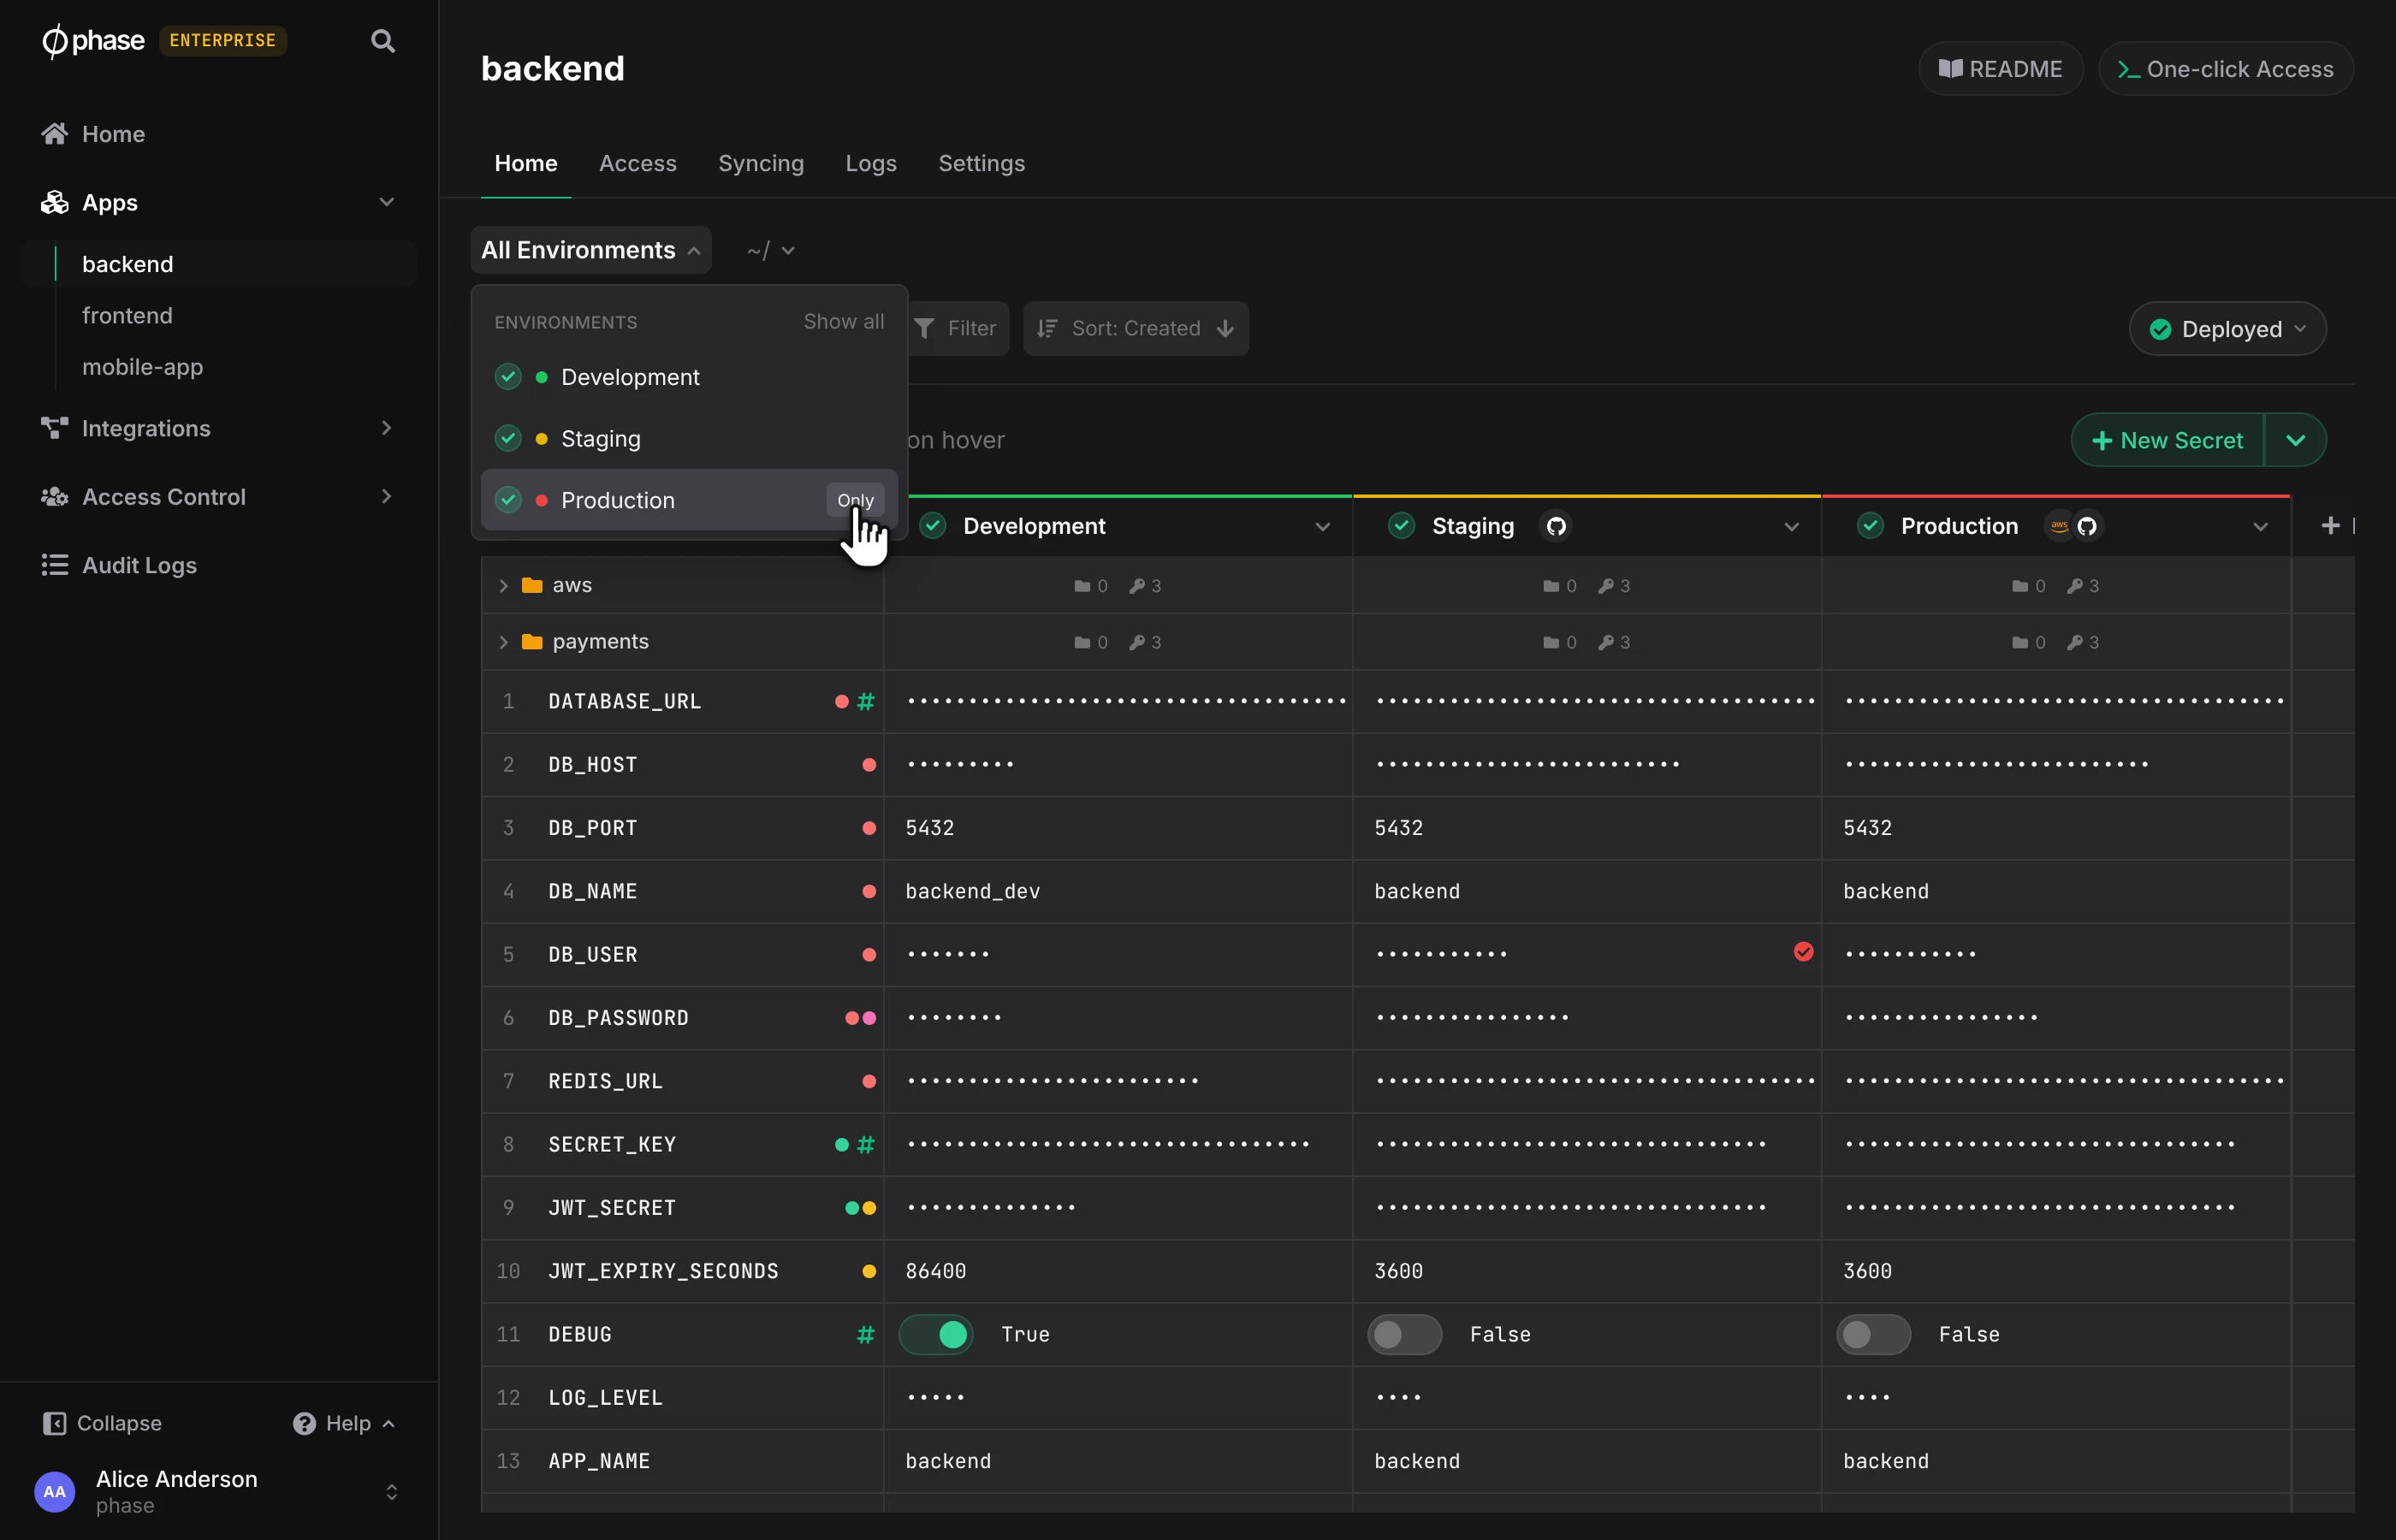 phase ENTERPRISE
Home
Apps
backend
frontend
mobile-app
Integrations
Access Control
Audit Logs
Collapse
Help
AA
Alice Anderson
phase
backend
README
One-click Access
Home Access Syncing Logs Settings
All Environments ~/
ENVIRONMENTS Show all
Development
Staging
Production Only
Filter
Sort: Created
Deployed
on hover
New Secret
Development Staging Production aws
aws 0 3 0 3 0 3
payments 0 3 0 3 0 3
1 DATABASE_URL # ••••••••••••••••••••••••••••••••• ••••••••••••••••••••••••••••••••• •••••••••••••••••••••••••••••••••
2 DB_HOST ••••••••• ••••••••••••••••••••••• •••••••••••••••••••••••
3 DB_PORT 5432 5432 5432
4 DB_NAME backend_dev backend backend
5 DB_USER ••••••• ••••••••••• •••••••••••
6 DB_PASSWORD •••••••• •••••••••••••••• ••••••••••••••••
7 REDIS_URL •••••••••••••••••••••• ••••••••••••••••••••••••••••••••• •••••••••••••••••••••••••••••••••
8 SECRET_KEY # •••••••••••••••••••••••••••••• ••••••••••••••••••••••••••••• •••••••••••••••••••••••••••••
9 JWT_SECRET •••••••••••••• ••••••••••••••••••••••••••••• •••••••••••••••••••••••••••••
10 JWT_EXPIRY_SECONDS 86400 3600 3600
11 DEBUG # True False False
12 LOG_LEVEL ••••• •••• ••••
13 APP_NAME backend backend backend